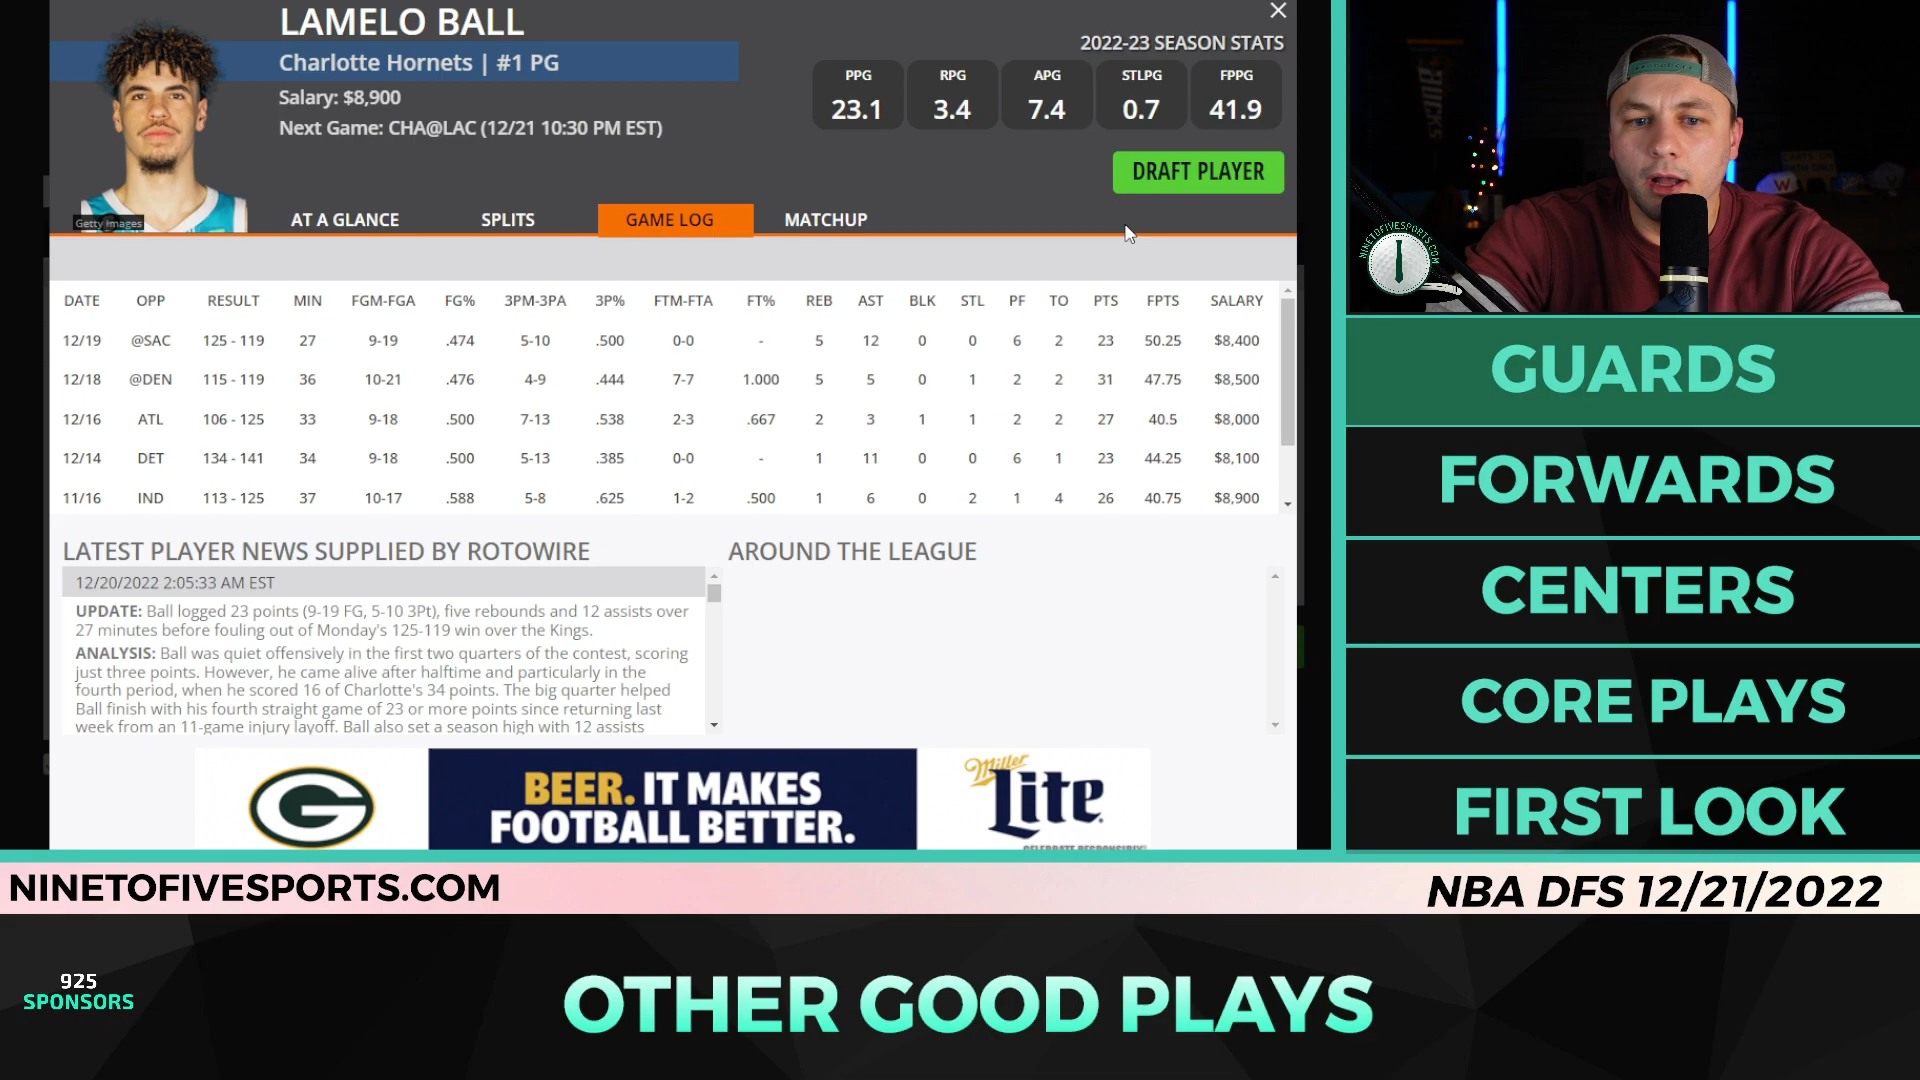 LAMELO BALL
Charlotte Hornets | #1 PG
Salary: $8,900
Next Game: CHA@LAC (12/21 10:30 PM EST)
Getty Images
2022-23 SEASON STATS
PPG RPG APG STLPG FPPG
23.1 3.4 7.4 0.7 41.9
DRAFT PLAYER
AT A GLANCE SPLITS GAME LOG MATCHUP
DATE OPP RESULT MIN FGM-FGA FG% 3PM-3PA 3P% FTM-FTA FT% REB AST BLK STL PF TO PTS FPTS SALARY
12/19 @SAC 125 - 119 27 9-19 .474 5-10 .500 0-0 - 5 12 0 0 6 2 23 50.25 $8,400
12/18 @DEN 115 - 119 36 10-21 .476 4-9 .444 7-7 1.000 5 5 0 1 2 2 31 47.75 $8,500
12/16 ATL 106 - 125 33 9-18 .500 7-13 .538 2-3 .667 2 3 1 1 2 2 27 40.5 $8,000
12/14 DET 134 - 141 34 9-18 .500 5-13 .385 0-0 - 1 11 0 0 6 1 23 44.25 $8,100
11/16 IND 113 - 125 37 10-17 .588 5-8 .625 1-2 .500 1 6 0 2 1 4 26 40.75 $8,900
LATEST PLAYER NEWS SUPPLIED BY ROTOWIRE
12/20/2022 2:05:33 AM EST
UPDATE: Ball logged 23 points (9-19 FG, 5-10 3Pt), five rebounds and 12 assists over
27 minutes before fouling out of Monday's 125-119 win over the Kings.
ANALYSIS: Ball was quiet offensively in the first two quarters of the contest, scoring
just three points. However, he came alive after halftime and particularly in the
fourth period, when he scored 16 of Charlotte's 34 points. The big quarter helped
Ball finish with his fourth straight game of 23 or more points since returning last
week from an 11-game injury layoff. Ball also set a season high with 12 assists
AROUND THE LEAGUE
G
BEER. IT MAKES
FOOTBALL BETTER.
Miller
Lite
CELEBRATE RESPONSIBLY
BUCKS
W
NINETOFIVESPORTS.COM
GUARDS
FORWARDS
CENTERS
CORE PLAYS
FIRST LOOK
NINETOFIVESPORTS.COM
NBA DFS 12/21/2022
925
SPONSORS
OTHER GOOD PLAYS